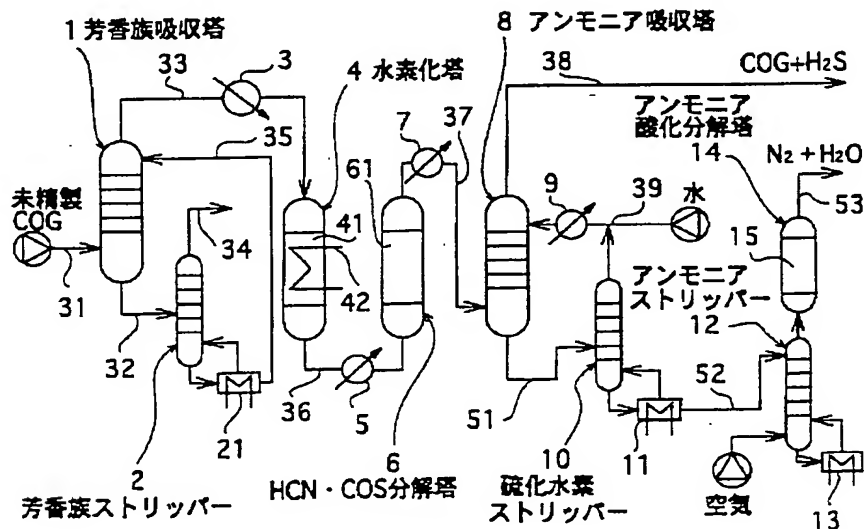 1 芳香族吸収塔
33
3
4 水素化塔
8 アンモニア吸収塔
38
COG+H2S
35
7
37
アンモニア
酸化分解塔
14
N2+H2O
53
未精製
COG
31
34
41
42
61
9
39
水
15
アンモニア
ストリッパー
12
32
36
5
51
52
21
2
6
10
11
空気
13
芳香族ストリッパー
HCN・COS分解塔
硫化水素
ストリッパー